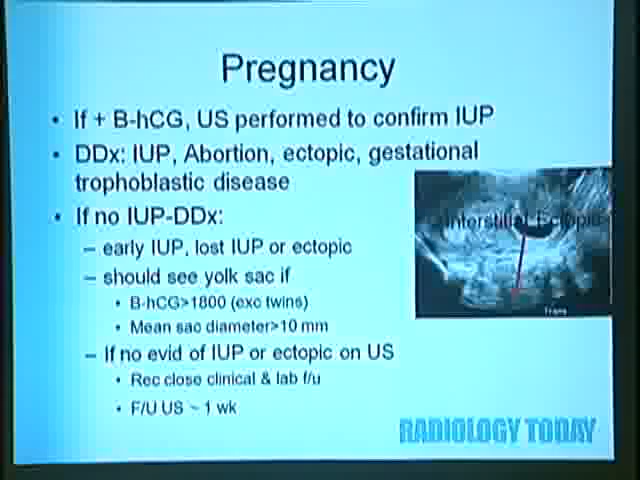 Pregnancy
• If + B-hCG, US performed to confirm IUP
• DDx: IUP, Abortion, ectopic, gestational
trophoblastic disease
• If no IUP-DDx:
– early IUP, lost IUP or ectopic
– should see yolk sac if
• B-hCG>1800 (exc twins)
• Mean sac diameter>10 mm
– If no evid of IUP or ectopic on US
• Rec close clinical & lab f/u
• F/U US ~ 1 wk
Interstitial Ectopic
Trans
RADIOLOGY TODAY